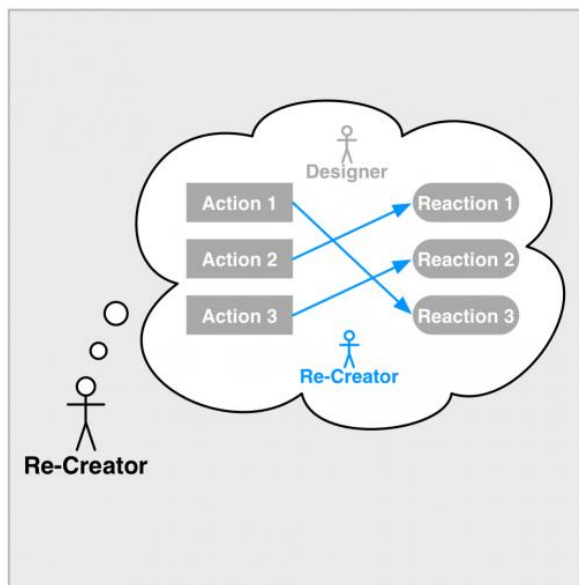 Designer
Action 1 Reaction 1
Action 2 Reaction 2
Action 3 Reaction 3
Re-Creator
Re-Creator